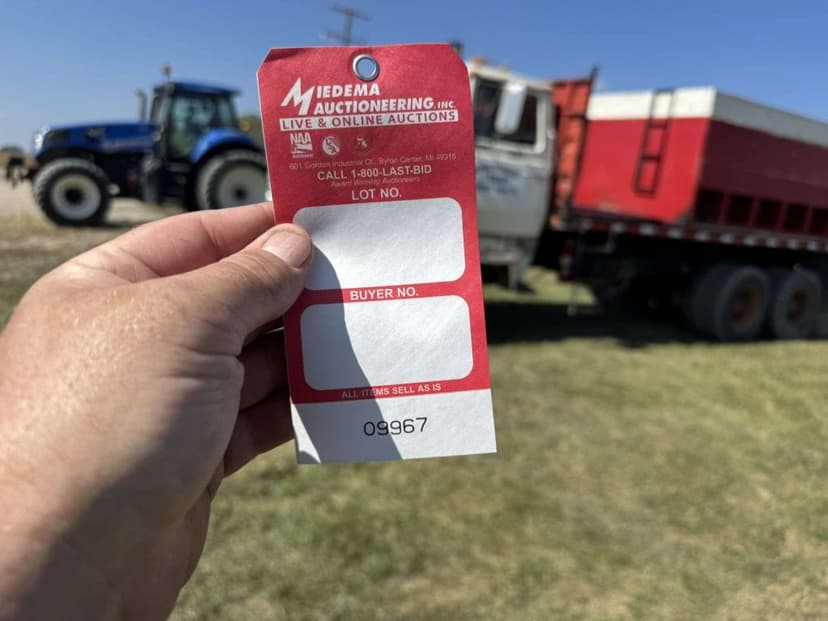 MIEDEMA
AUCTIONEERING, INC.
LIVE & ONLINE AUCTIONS
NAA
601 Gordon Industrial Ct., Byron Center, MI 49315
CALL 1-800-LAST-BID
Award Winning Auctioneers
LOT NO.
BUYER NO.
ALL ITEMS SELL AS IS
09967